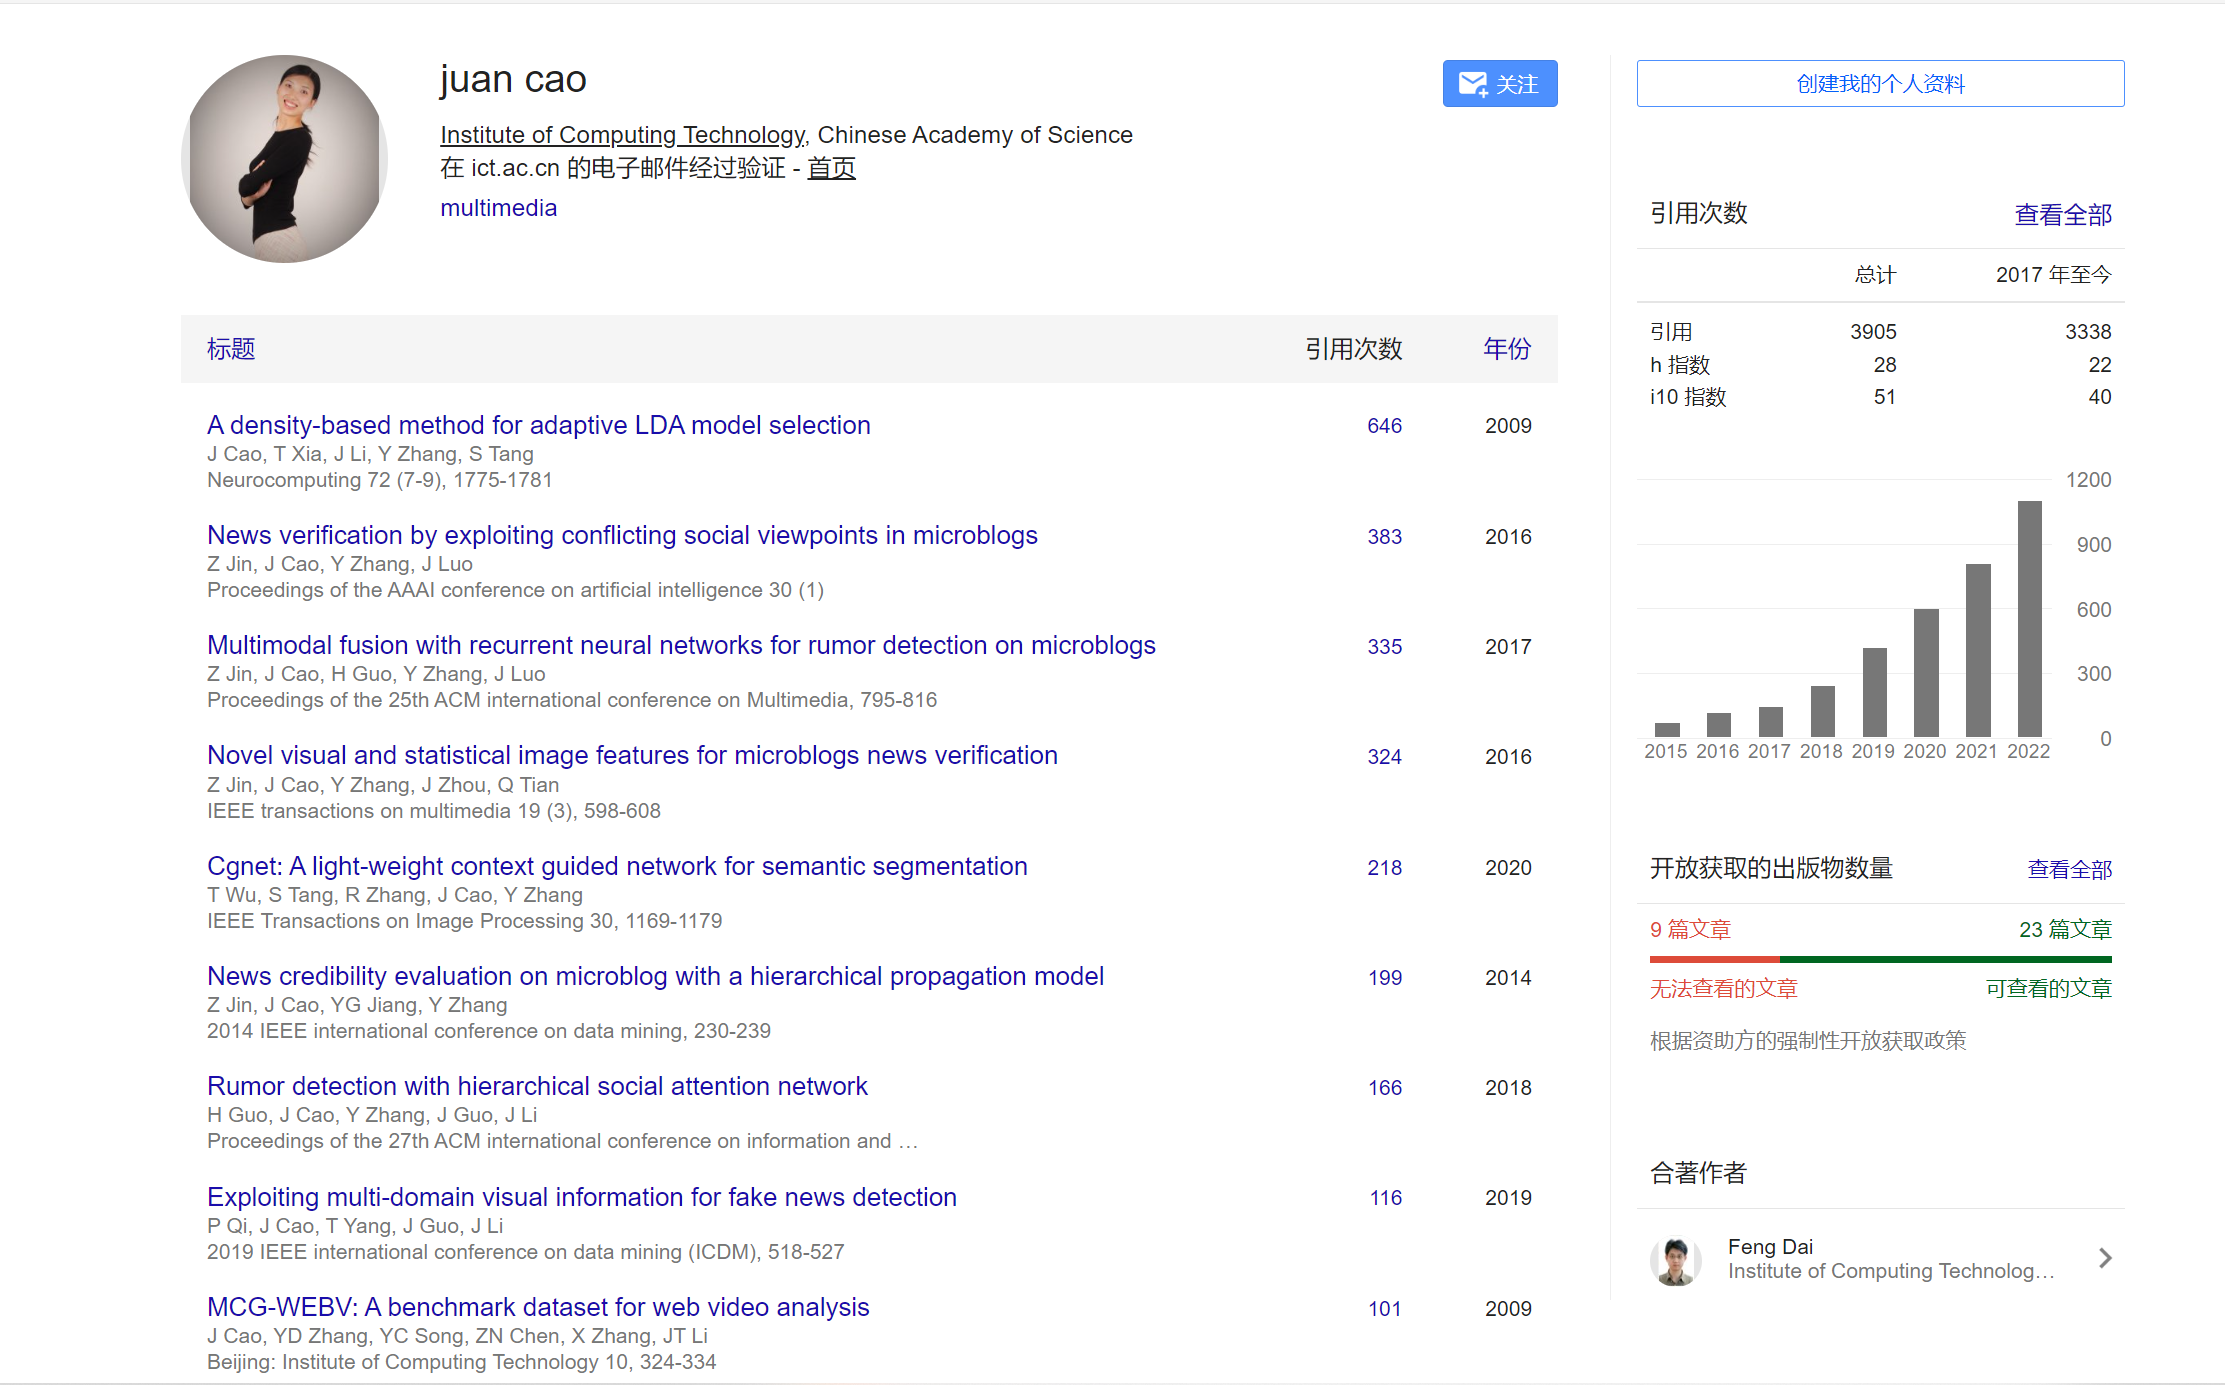 juan cao
Institute of Computing Technology, Chinese Academy of Science
在 ict.ac.cn 的电子邮件经过验证 - 首页
multimedia
关注
标题 引用次数 年份
A density-based method for adaptive LDA model selection 646 2009
J Cao, T Xia, J Li, Y Zhang, S Tang
Neurocomputing 72 (7-9), 1775-1781
News verification by exploiting conflicting social viewpoints in microblogs 383 2016
Z Jin, J Cao, Y Zhang, J Luo
Proceedings of the AAAI conference on artificial intelligence 30 (1)
Multimodal fusion with recurrent neural networks for rumor detection on microblogs 335 2017
Z Jin, J Cao, H Guo, Y Zhang, J Luo
Proceedings of the 25th ACM international conference on Multimedia, 795-816
Novel visual and statistical image features for microblogs news verification 324 2016
Z Jin, J Cao, Y Zhang, J Zhou, Q Tian
IEEE transactions on multimedia 19 (3), 598-608
Cgnet: A light-weight context guided network for semantic segmentation 218 2020
T Wu, S Tang, R Zhang, J Cao, Y Zhang
IEEE Transactions on Image Processing 30, 1169-1179
News credibility evaluation on microblog with a hierarchical propagation model 199 2014
Z Jin, J Cao, YG Jiang, Y Zhang
2014 IEEE international conference on data mining, 230-239
Rumor detection with hierarchical social attention network 166 2018
H Guo, J Cao, Y Zhang, J Guo, J Li
Proceedings of the 27th ACM international conference on information and …
Exploiting multi-domain visual information for fake news detection 116 2019
P Qi, J Cao, T Yang, J Guo, J Li
2019 IEEE international conference on data mining (ICDM), 518-527
MCG-WEBV: A benchmark dataset for web video analysis 101 2009
J Cao, YD Zhang, YC Song, ZN Chen, X Zhang, JT Li
Beijing: Institute of Computing Technology 10, 324-334
创建我的个人资料
引用次数 查看全部
总计 2017 年至今
引用 3905 3338
h 指数 28 22
i10 指数 51 40
1200
900
600
300
0
2015 2016 2017 2018 2019 2020 2021 2022
开放获取的出版物数量 查看全部
9 篇文章 23 篇文章
无法查看的文章 可查看的文章
根据资助方的强制性开放获取政策
合著作者
Feng Dai
Institute of Computing Technolog…